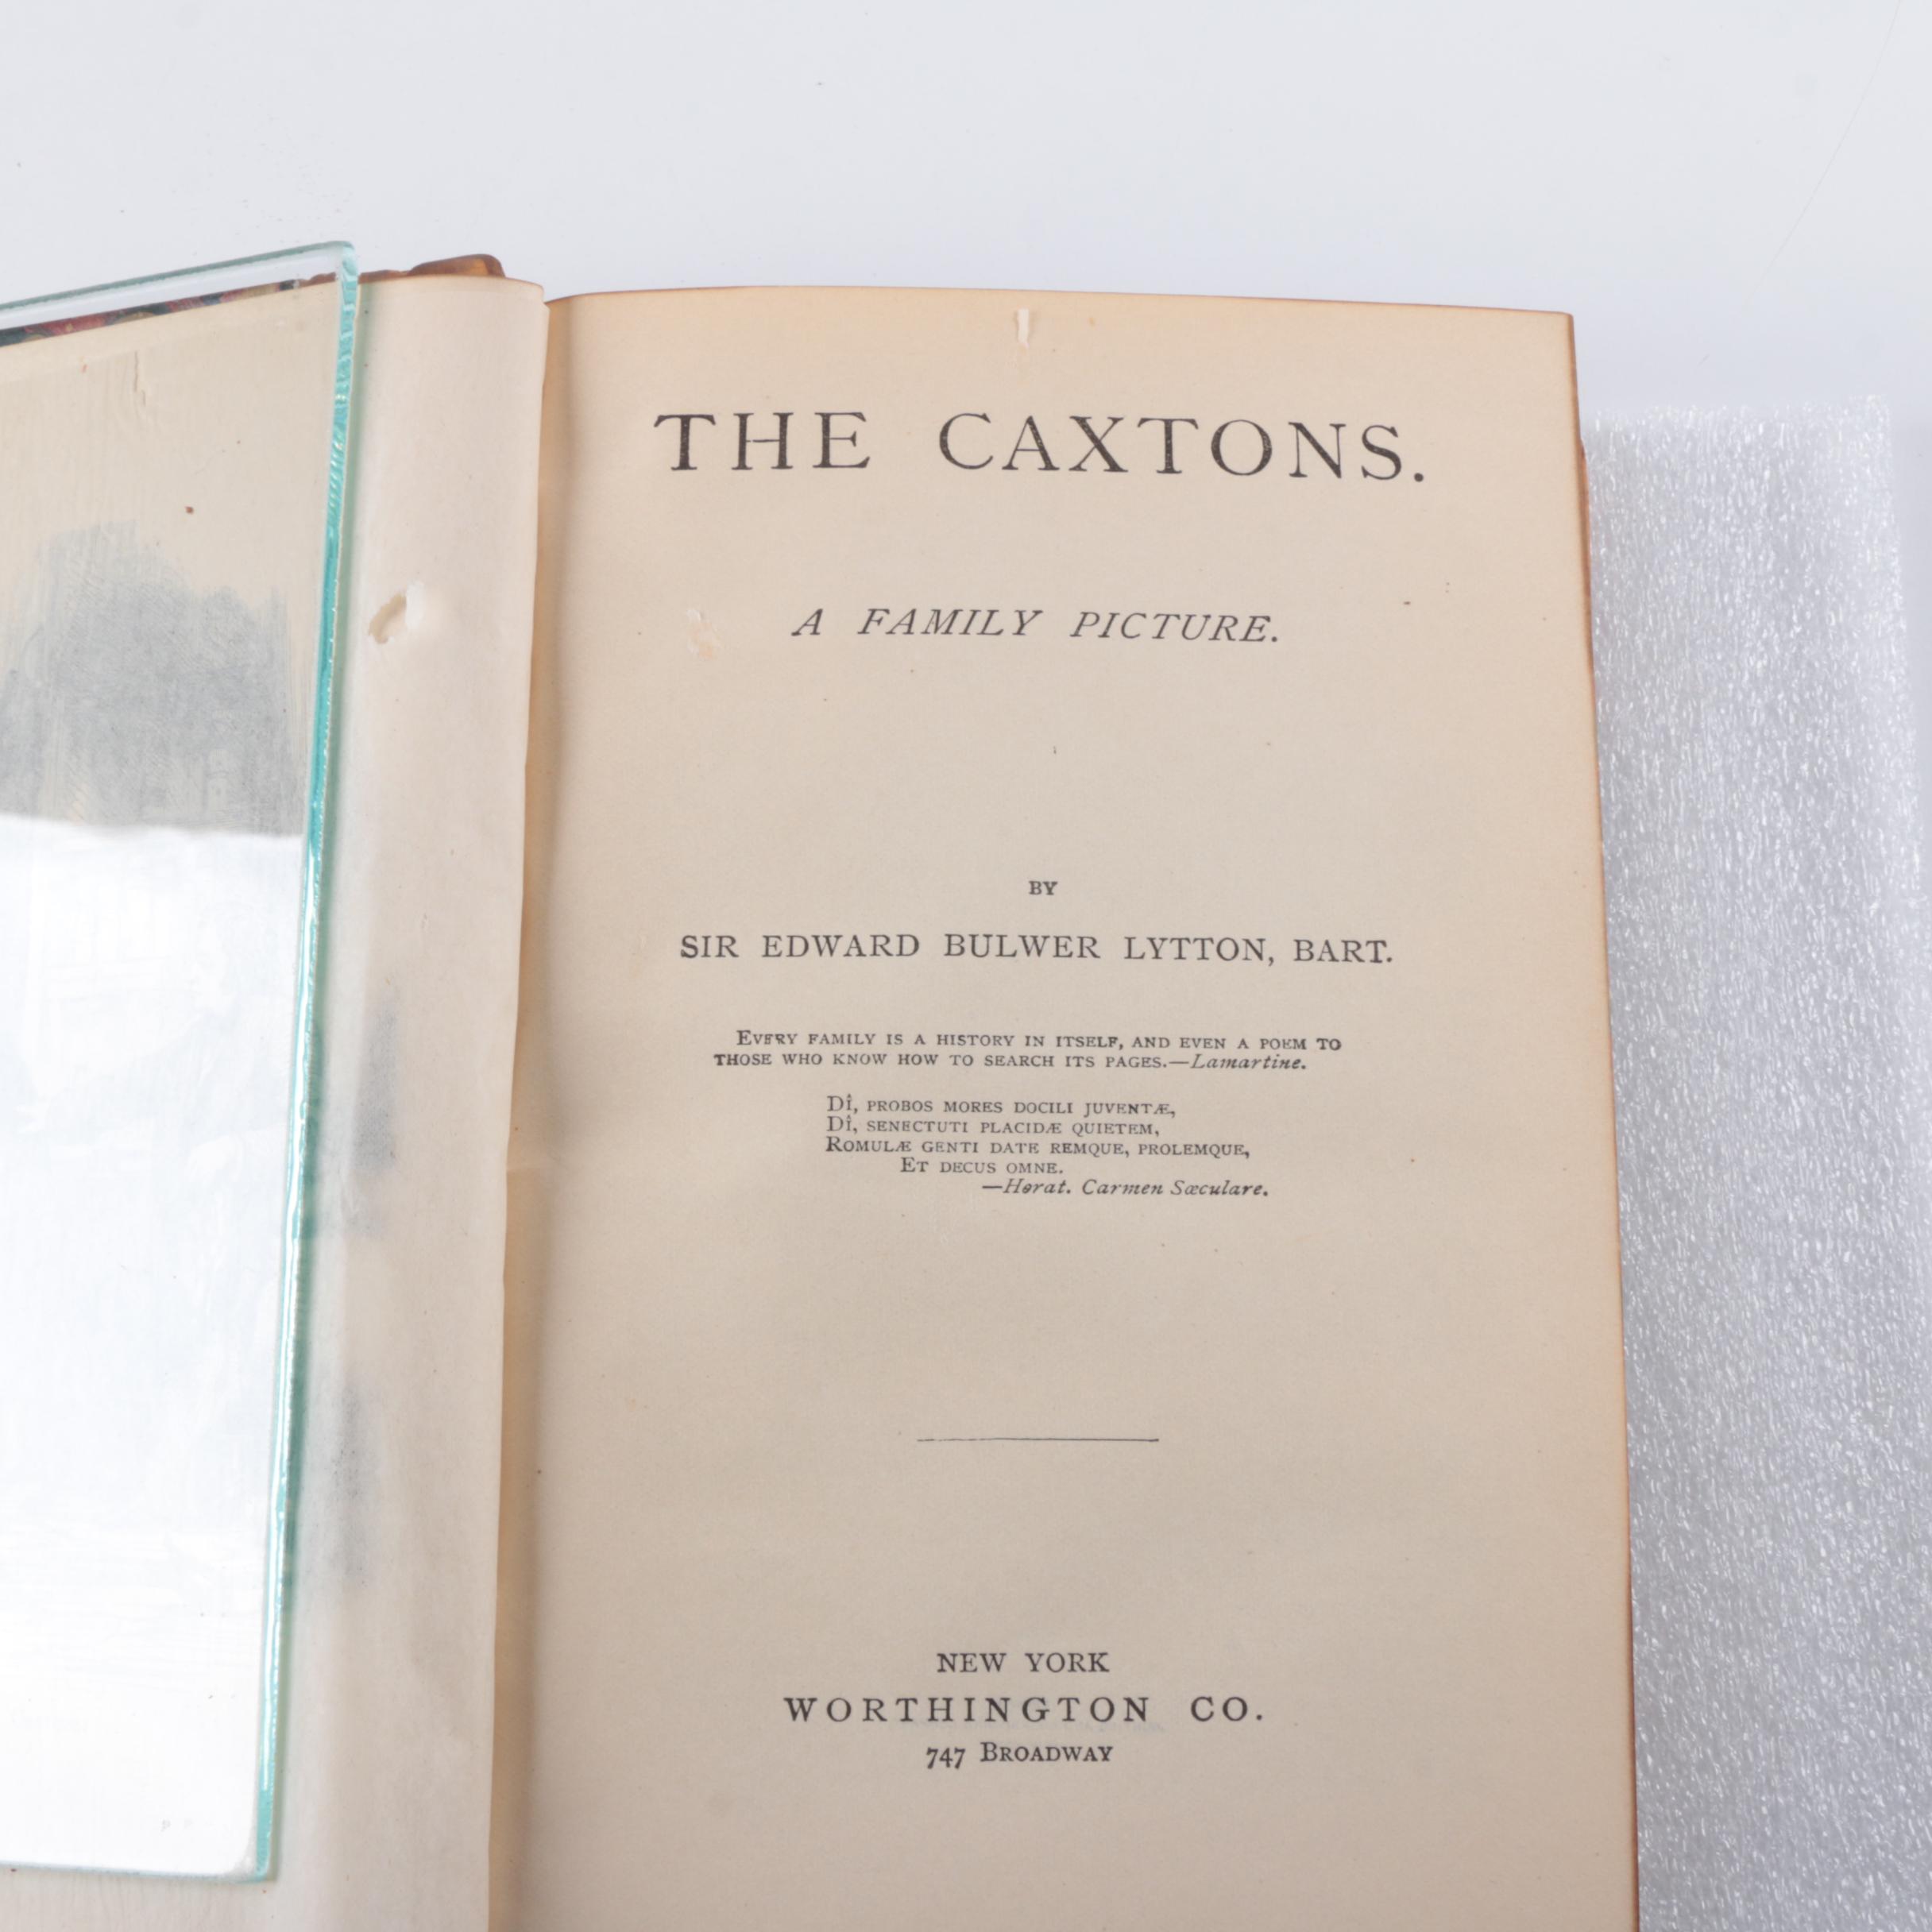 THE CAXTONS.
A FAMILY PICTURE.
BY
SIR EDWARD BULWER LYTTON, BART.
EVERY FAMILY IS A HISTORY IN ITSELF, AND EVEN A POEM TO
THOSE WHO KNOW HOW TO SEARCH ITS PAGES.—Lamartine.
DÎ, PROBOS MORES DOCILI JUVENTÆ,
DÎ, SENECTUTI PLACIDÆ QUIETEM,
ROMULÆ GENTI DATE REMQUE, PROLEMQUE,
ET DECUS OMNE.
—Horat. Carmen Sæculare.
NEW YORK
WORTHINGTON CO.
747 BROADWAY